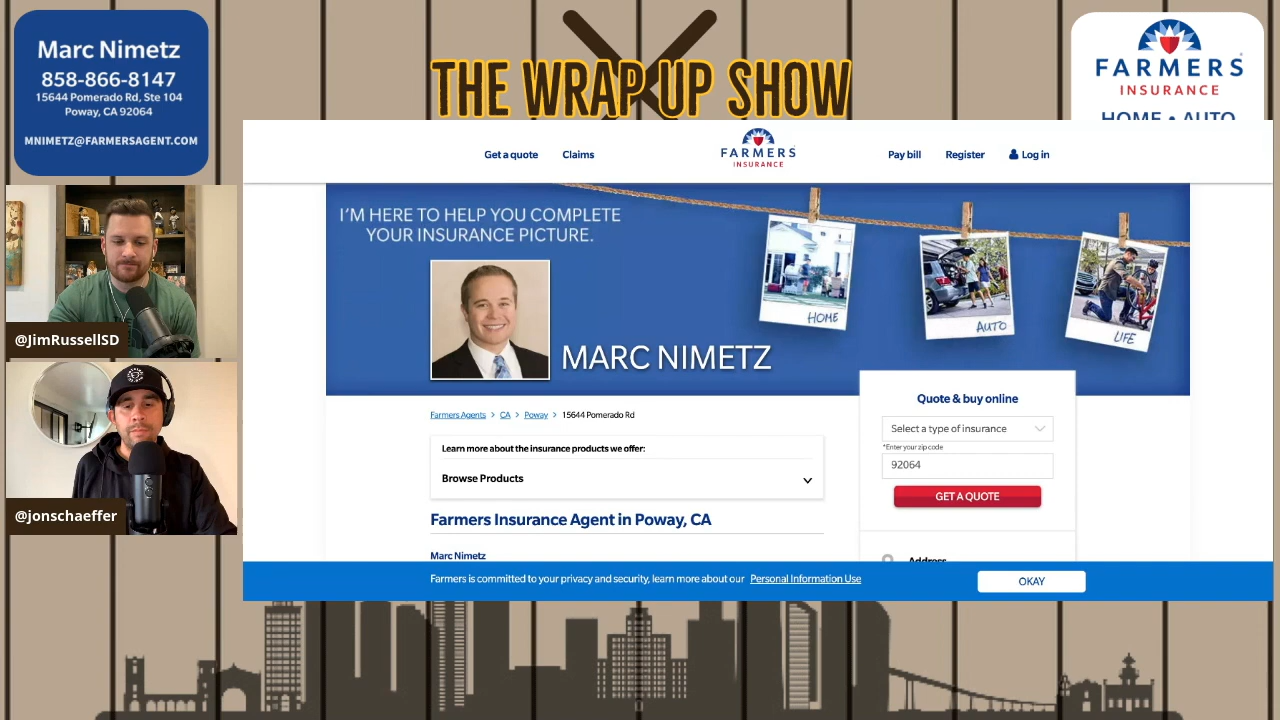 Marc Nimetz
858-866-8147
15644 Pomerado Rd, Ste 104
Poway, CA 92064
MNIMETZ@FARMERSAGENT.COM
THE WRAP UP SHOW
FARMERS
INSURANCE
HOME • AUTO
Get a quote
Claims
FARMERS
INSURANCE
Pay bill
Register
Log in
I'M HERE TO HELP YOU COMPLETE
YOUR INSURANCE PICTURE.
HOME
AUTO
LIFE
MARC NIMETZ
@JimRussellSD
@jonschaeffer
Farmers Agents > CA > Poway > 15644 Pomerado Rd
Learn more about the insurance products we offer:
Browse Products
Farmers Insurance Agent in Poway, CA
Marc Nimetz
Quote & buy online
Select a type of insurance
*Enter your zip code
92064
GET A QUOTE
Address
Farmers is committed to your privacy and security, learn more about our Personal Information Use
OKAY